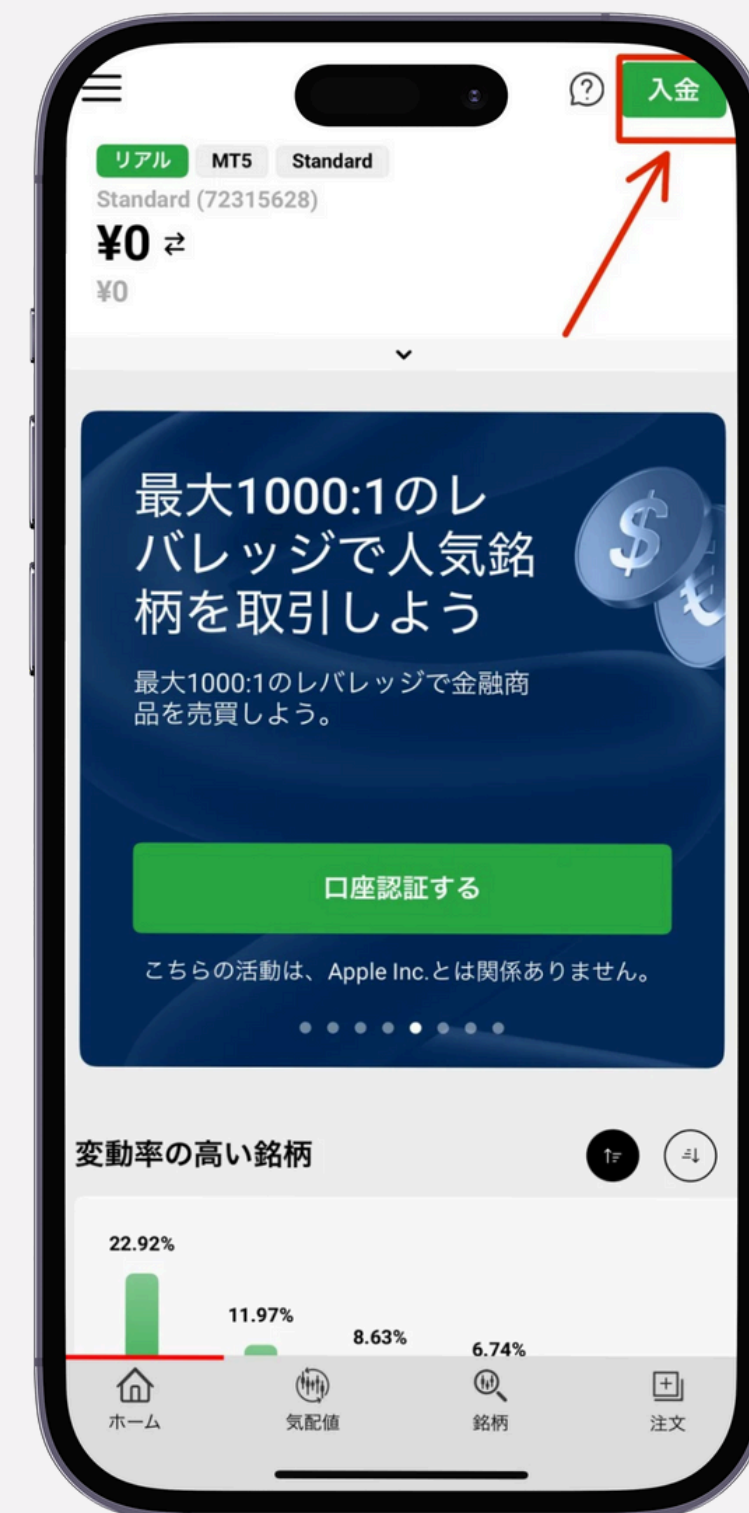 入金
リアル MT5 Standard
Standard (72315628)
¥0
¥0
最大1000:1のレ
バレッジで人気銘
柄を取引しよう
最大1000:1のレバレッジで金融商
品を売買しよう。
口座認証する
こちらの活動は、Apple Inc.とは関係ありません。
変動率の高い銘柄
22.92%
11.97%
8.63%
6.74%
ホーム 気配値 銘柄 注文